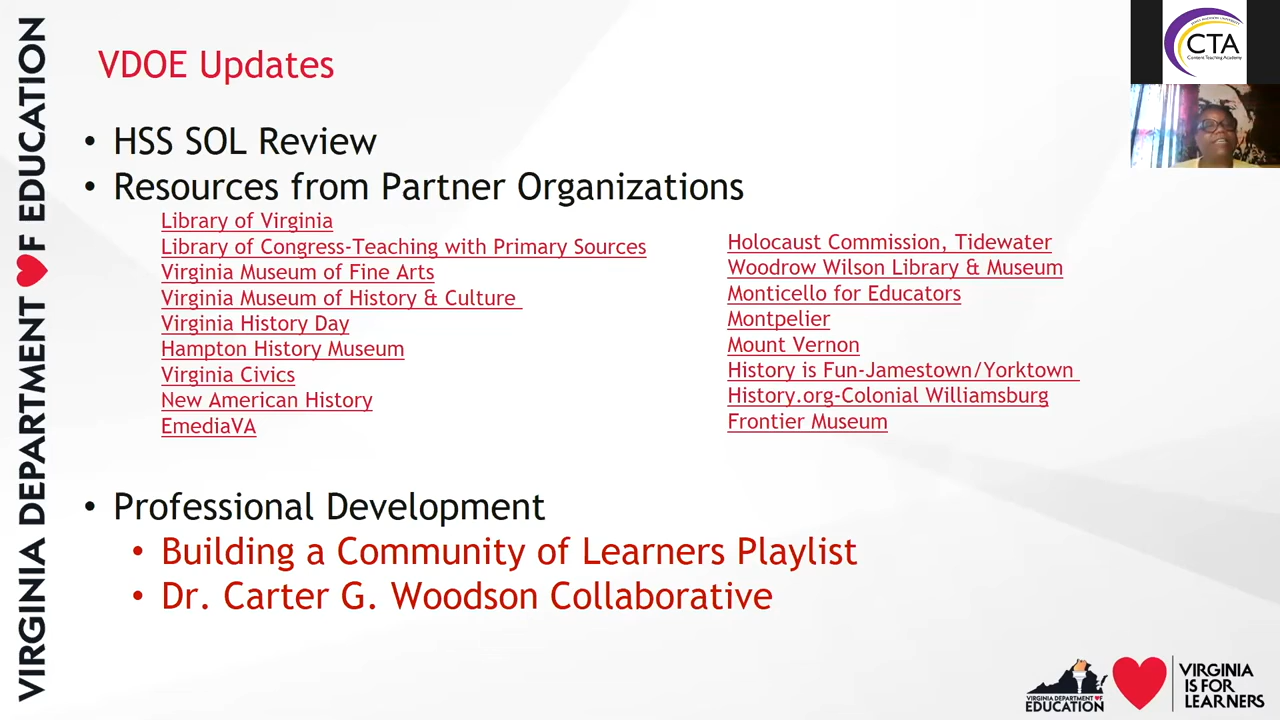 VIRGINIA DEPARTMENT OF EDUCATION
VDOE Updates
• HSS SOL Review
• Resources from Partner Organizations
Library of Virginia
Library of Congress-Teaching with Primary Sources
Virginia Museum of Fine Arts
Virginia Museum of History & Culture
Virginia History Day
Hampton History Museum
Virginia Civics
New American History
EmediaVA
Holocaust Commission, Tidewater
Woodrow Wilson Library & Museum
Monticello for Educators
Montpelier
Mount Vernon
History is Fun-Jamestown/Yorktown
History.org-Colonial Williamsburg
Frontier Museum
• Professional Development
• Building a Community of Learners Playlist
• Dr. Carter G. Woodson Collaborative
JAMES MADISON UNIVERSITY
CTA
Content Teaching Academy
VIRGINIA DEPARTMENT OF
EDUCATION
VIRGINIA
IS FOR
LEARNERS